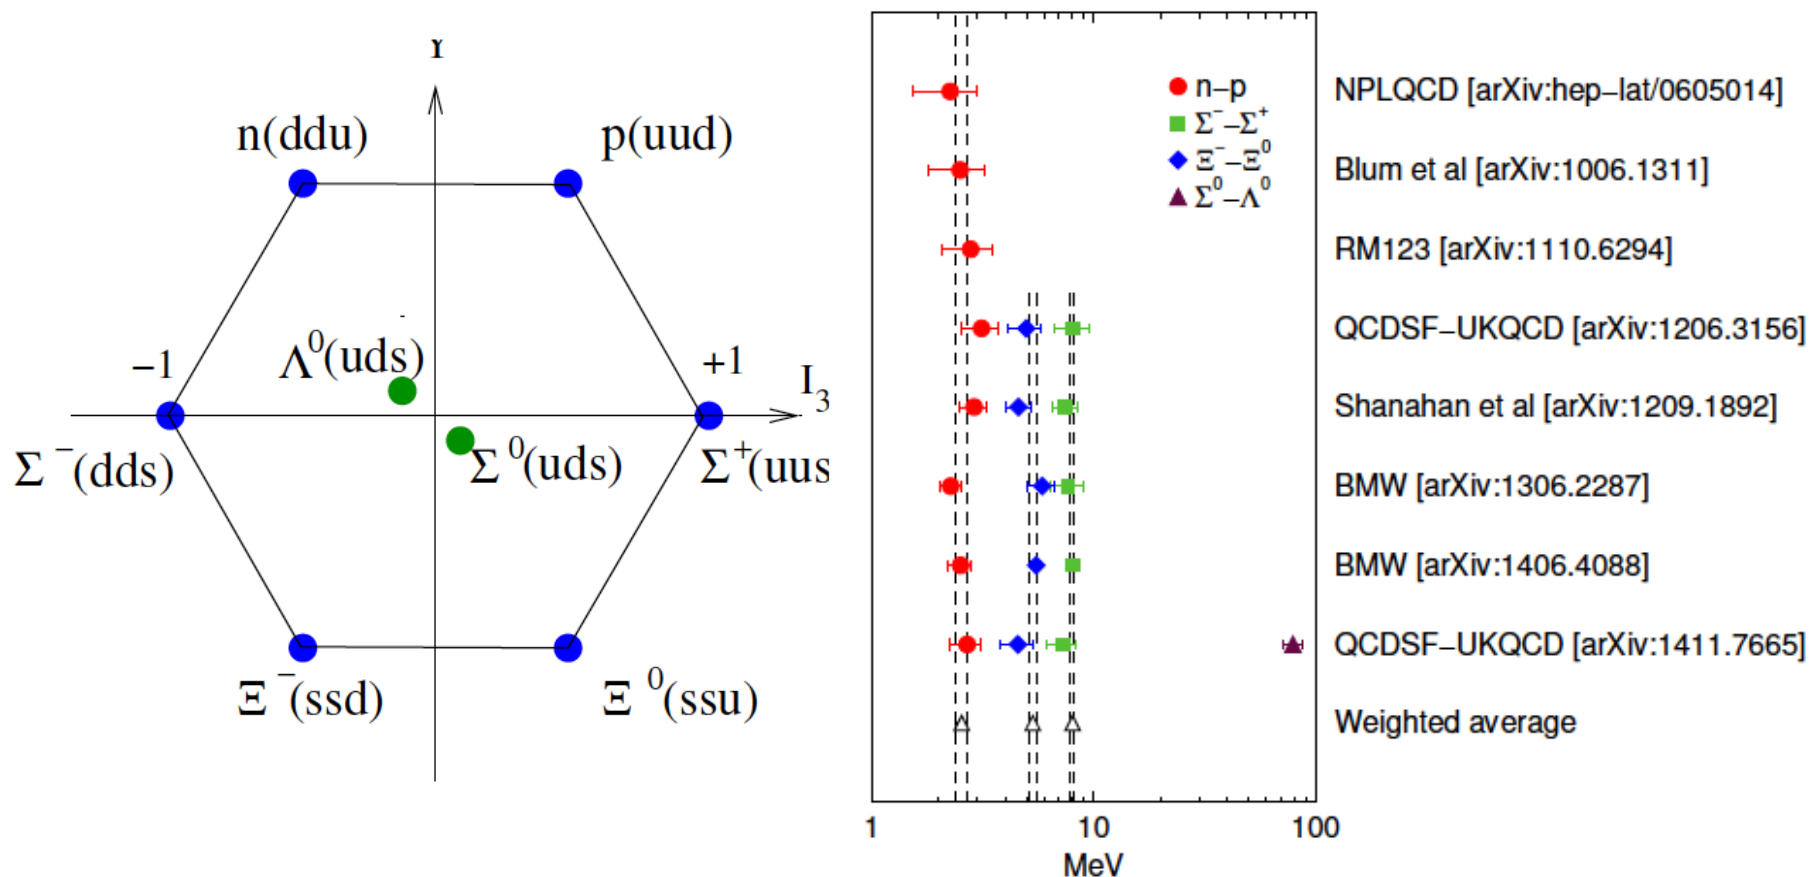 Y
n(ddu)
p(uud)
Λ0(uds)
−1
+1
I3
Σ−(dds)
Σ0(uds)
Σ+(uus
Ξ−(ssd)
Ξ0(ssu)
n−p
Σ−−Σ+
Ξ−−Ξ0
Σ0−Λ0
NPLQCD [arXiv:hep−lat/0605014]
Blum et al [arXiv:1006.1311]
RM123 [arXiv:1110.6294]
QCDSF−UKQCD [arXiv:1206.3156]
Shanahan et al [arXiv:1209.1892]
BMW [arXiv:1306.2287]
BMW [arXiv:1406.4088]
QCDSF−UKQCD [arXiv:1411.7665]
Weighted average
1
10
100
MeV